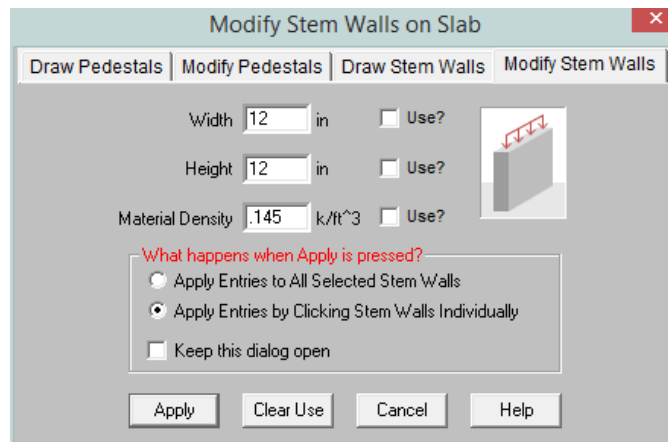 Modify Stem Walls on Slab
Draw Pedestals Modify Pedestals Draw Stem Walls Modify Stem Walls
Width 12 in Use?
Height 12 in Use?
Material Density .145 k/ft^3 Use?
What happens when Apply is pressed?
Apply Entries to All Selected Stem Walls
Apply Entries by Clicking Stem Walls Individually
Keep this dialog open
Apply Clear Use Cancel Help